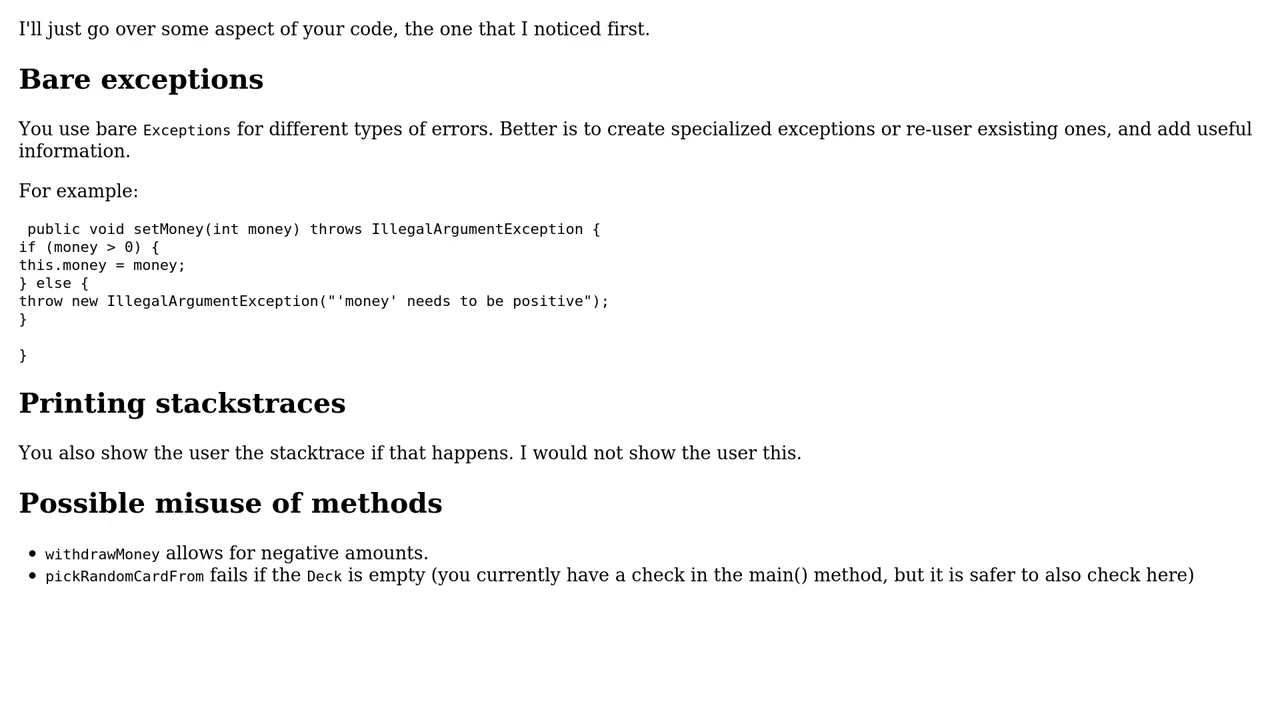 I'll just go over some aspect of your code, the one that I noticed first.
Bare exceptions
You use bare Exceptions for different types of errors. Better is to create specialized exceptions or re-user exsisting ones, and add useful
information.
For example:
public void setMoney(int money) throws IllegalArgumentException {
if (money > 0) {
this.money = money;
} else {
throw new IllegalArgumentException("'money' needs to be positive");
}
}
Printing stackstraces
You also show the user the stacktrace if that happens. I would not show the user this.
Possible misuse of methods
• withdrawMoney allows for negative amounts.
• pickRandomCardFrom fails if the Deck is empty (you currently have a check in the main() method, but it is safer to also check here)